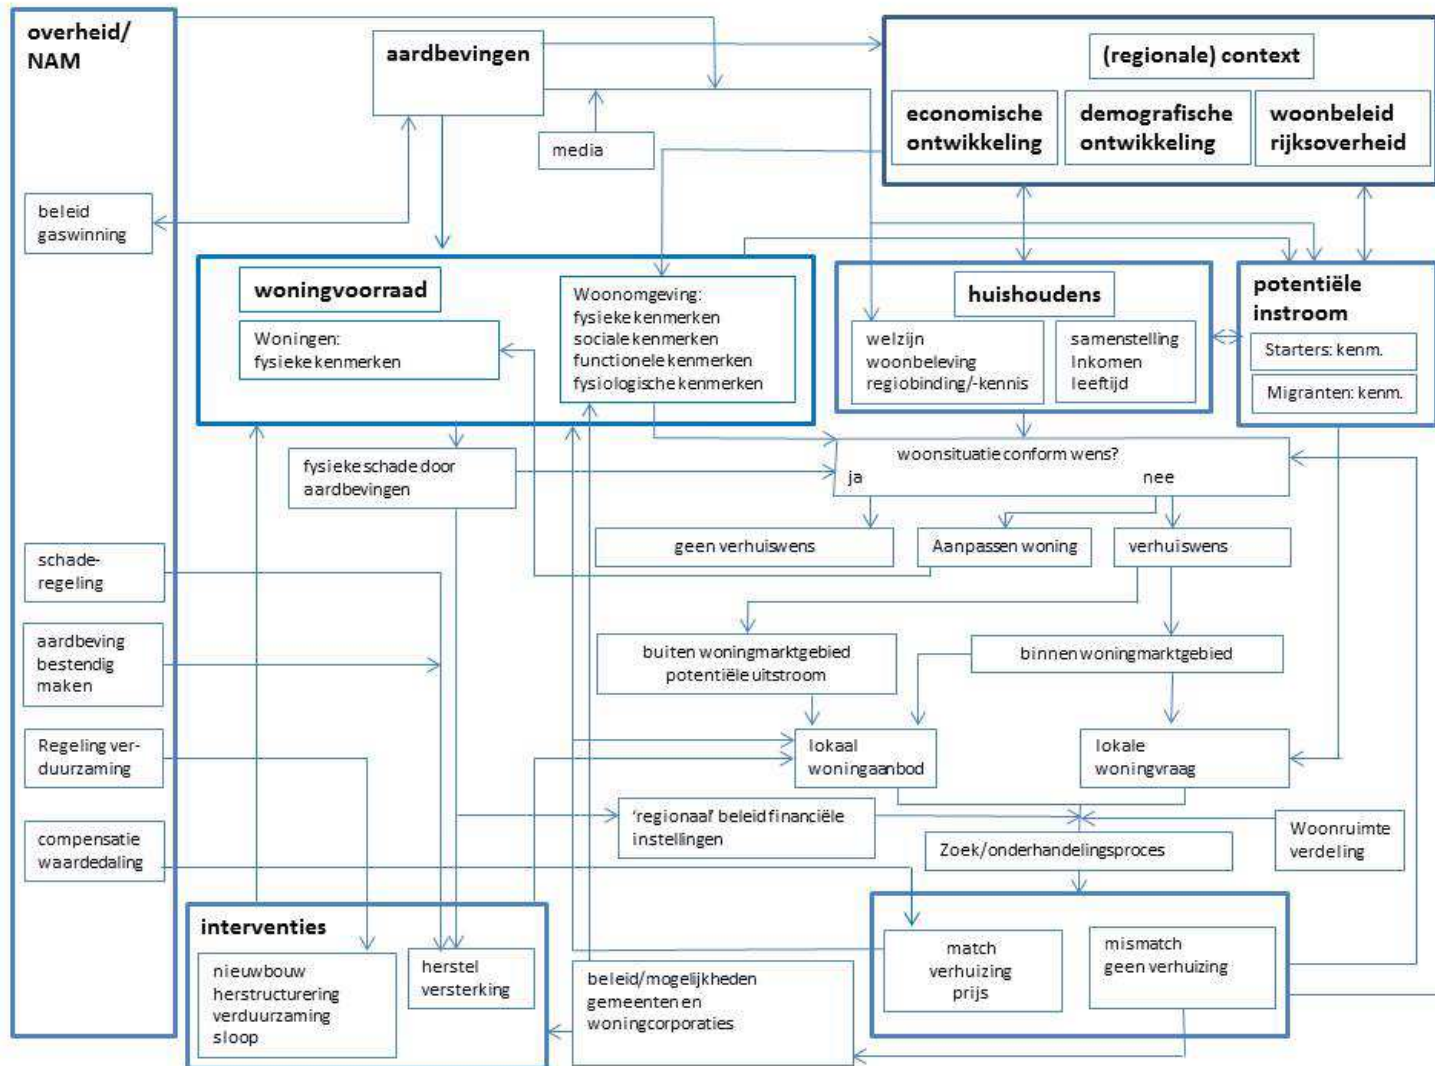 overheid/
NAM
aardbevingen
(regionale) context
economische
ontwikkeling
demografische
ontwikkeling
woonbeleid
rijksoverheid
media
beleid
gaswinning
woningvoorraad
Woningen:
fysieke kenmerken
Woonomgeving:
fysieke kenmerken
sociale kenmerken
functionele kenmerken
fysiologische kenmerken
huishoudens
welzijn
woonbeleving
regiobinding/-kennis
samenstelling
Inkomen
leeftijd
potentiële
instroom
Starters: kenm.
Migranten: kenm.
fysieke schade door
aardbevingen
woonsituatie conform wens?
ja nee
geen verhuiswens
Aanpassen woning
verhuiswens
schade-
regeling
aardbeving
bestendig
maken
buiten woningmarktgebied
potentiële uitstroom
binnen woningmarktgebied
Regeling ver-
duurzaming
lokaal
woningaanbod
lokale
woningvraag
compensatie
waardedaling
'regionaal' beleid financiële
instellingen
Zoek/onderhandelingsproces
Woonruimte
verdeling
interventies
nieuwbouw
herstructurering
verduurzaming
sloop
herstel
versterking
beleid/mogelijkheden
gemeenten en
woningcorporaties
match
verhuizing
prijs
mismatch
geen verhuizing